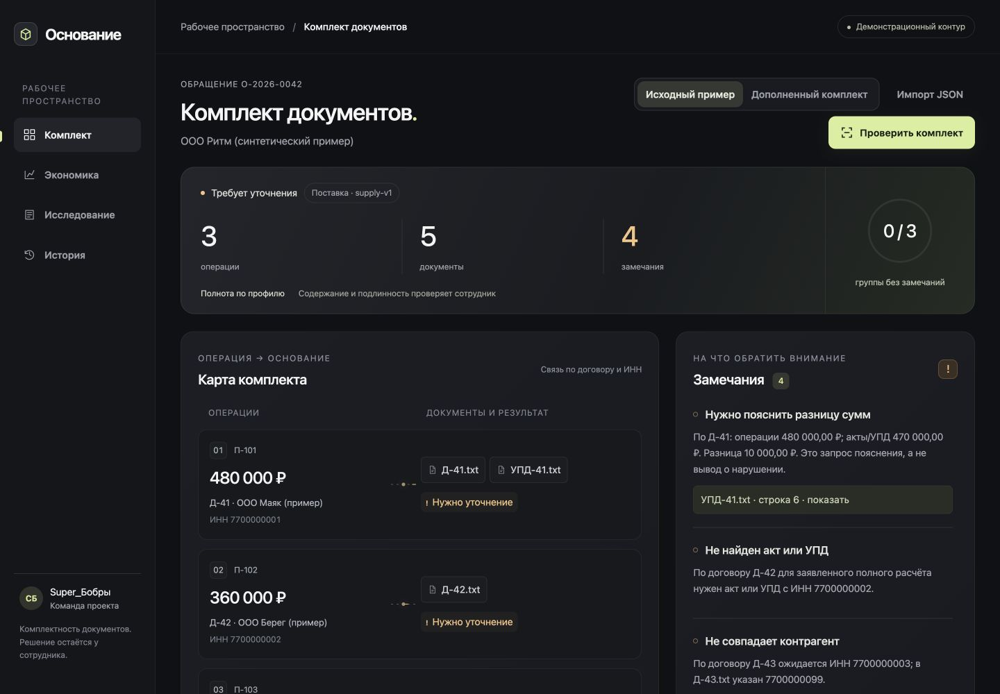 Основание
РАБОЧЕЕ
ПРОСТРАНСТВО
Комплект
Экономика
Исследование
История
СБ
Super_Бобры
Команда проекта
Комплектность документов.
Решение остаётся у
сотрудника.
Рабочее пространство / Комплект документов
Демонстрационный контур
ОБРАЩЕНИЕ О-2026-0042
Комплект документов.
ООО Ритм (синтетический пример)
Исходный пример
Дополненный комплект
Импорт JSON
Проверить комплект
Требует уточнения
Поставка · supply-v1
3
операции
5
документы
4
замечания
Полнота по профилю
Содержание и подлинность проверяет сотрудник
0/3
группы без замечаний
ОПЕРАЦИЯ → ОСНОВАНИЕ
Карта комплекта
Связь по договору и ИНН
ОПЕРАЦИИ
ДОКУМЕНТЫ И РЕЗУЛЬТАТ
01 П-101
480 000 ₽
Д-41 · ООО Маяк (пример)
ИНН 7700000001
Д-41.txt
УПД-41.txt
! Нужно уточнение
02 П-102
360 000 ₽
Д-42 · ООО Берег (пример)
ИНН 7700000002
Д-42.txt
! Нужно уточнение
03 П-103
НА ЧТО ОБРАТИТЬ ВНИМАНИЕ
Замечания 4
!
Нужно пояснить разницу сумм
По Д-41: операции 480 000,00 ₽; акты/УПД 470 000,00
₽. Разница 10 000,00 ₽. Это запрос пояснения, а не
вывод о нарушении.
УПД-41.txt · строка 6 · показать
Не найден акт или УПД
По договору Д-42 для заявленного полного расчёта
нужен акт или УПД с ИНН 7700000002.
Не совпадает контрагент
По договору Д-43 ожидается ИНН 7700000003; в
Д-43.txt указан 7700000099.